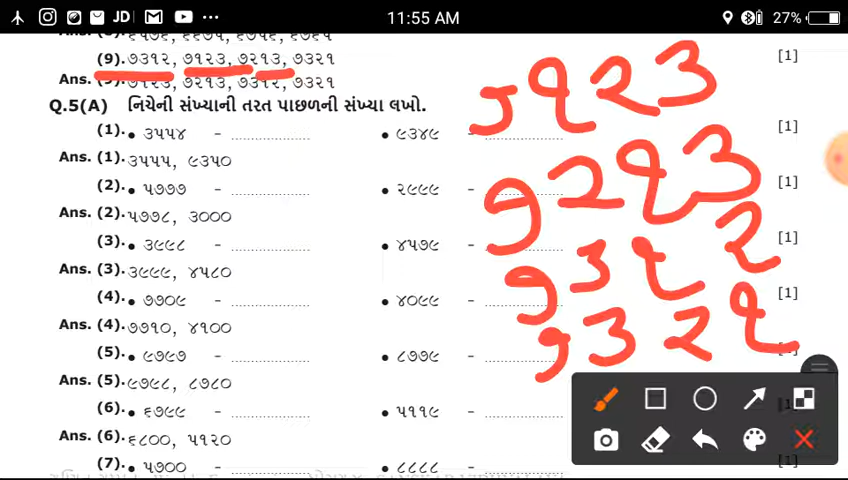 JD
11:55 AM
27%
(9). ૭૩૧૨, ૭૧૨૩, ૭૨૧૩, ૭૩૨૧ [1]
Ans. (9). ૭૧૨૩, ૭૨૧૩, ૭૩૧૨, ૭૩૨૧
Q.5(A) નિચેની સંખ્યાની તરત પાછળની સંખ્યા લખો.
(1). • ૩૫૫૪ - ................... • ૯૩૪૯ - ................... [1]
Ans. (1). ૩૫૫૫, ૯૩૫૦
(2). • ૫૭૭૭ - ................... • ૨૯૯૯ - ................... [1]
Ans. (2). ૫૭૭૮, ૩૦૦૦
(3). • ૩૯૯૮ - ................... • ૪૫૭૯ - ................... [1]
Ans. (3). ૩૯૯૯, ૪૫૮૦
(4). • ૭૭૦૯ - ................... • ૪૦૯૯ - ................... [1]
Ans. (4). ૭૭૧૦, ૪૧૦૦
(5). • ૯૭૯૭ - ................... • ૮૭૭૯ - ...................
Ans. (5). ૯૭૯૮, ૮૭૮૦
(6). • ૬૭૯૯ - ................... • ૫૧૧૯ -
Ans. (6). ૬૮૦૦, ૫૧૨૦
(7). • ૫૭૦૦ - ................... • ૮૮૮૮ - ................... [1]
૭૧૨૩
૭૨૧૩
૭૩૧૨
૭૩૨૧